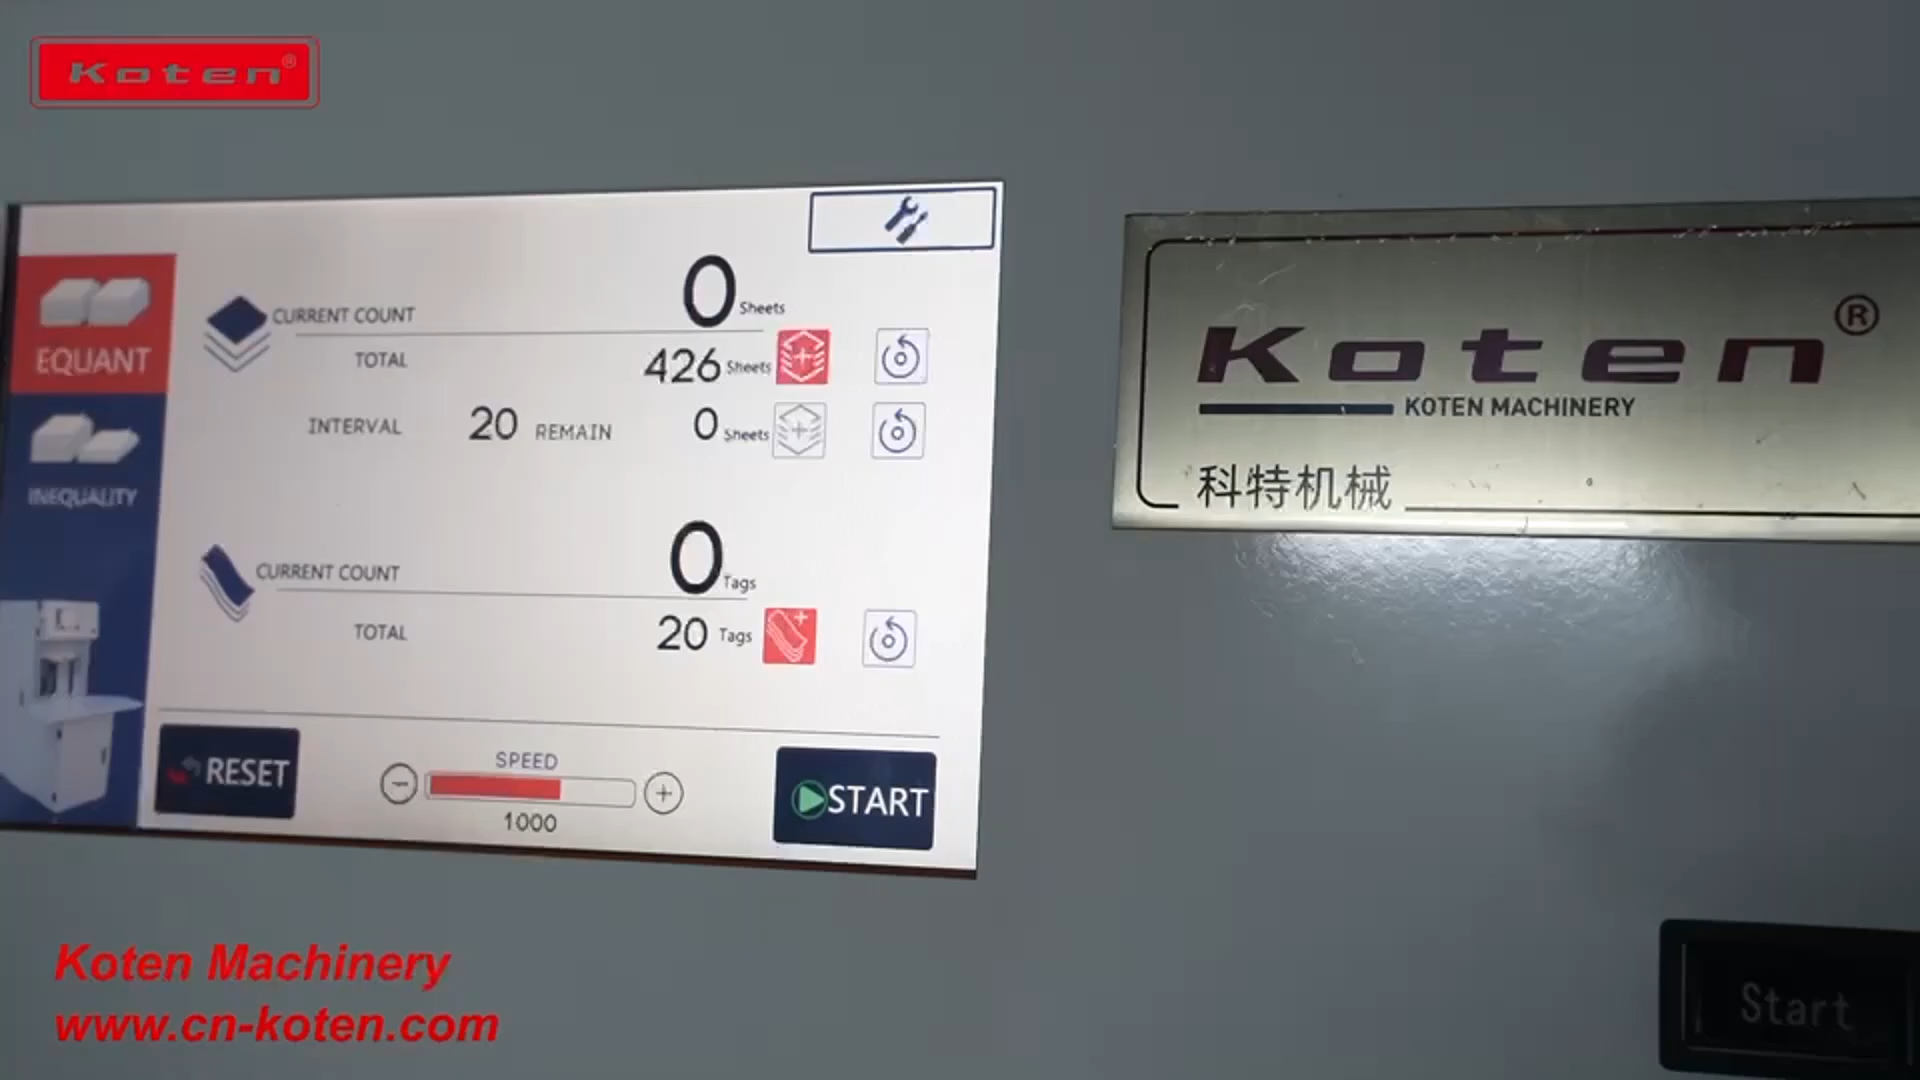 Koten®
EQUANT
INEQUALITY
CURRENT COUNT 0 Sheets
TOTAL 426 Sheets
INTERVAL 20 REMAIN 0 Sheets
CURRENT COUNT 0 Tags
TOTAL 20 Tags
RESET
SPEED
1000
START
Koten®
KOTEN MACHINERY
科特机械
Start
Koten Machinery
www.cn-koten.com